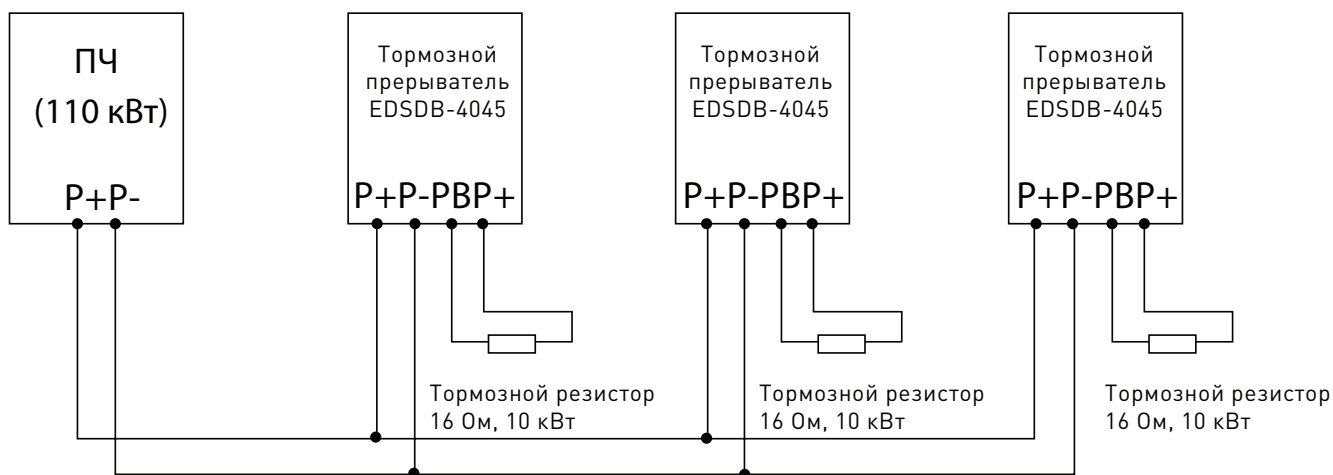 ПЧ
(110 кВт)
P+P-
Тормозной
прерыватель
EDSDB-4045
P+P-PBP+
Тормозной резистор
16 Ом, 10 кВт
Тормозной
прерыватель
EDSDB-4045
P+P-PBP+
Тормозной резистор
16 Ом, 10 кВт
Тормозной
прерыватель
EDSDB-4045
P+P-PBP+
Тормозной резистор
16 Ом, 10 кВт